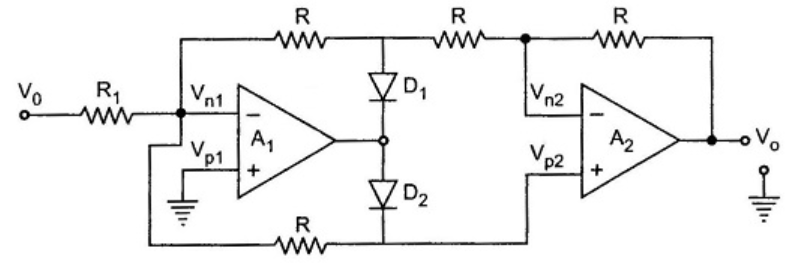 R R R
V₀ R₁ Vₙ₁ D₁ Vₙ₂
− −
A₁ A₂ Vₒ
Vₚ₁ Vₚ₂
+ +
D₂
R